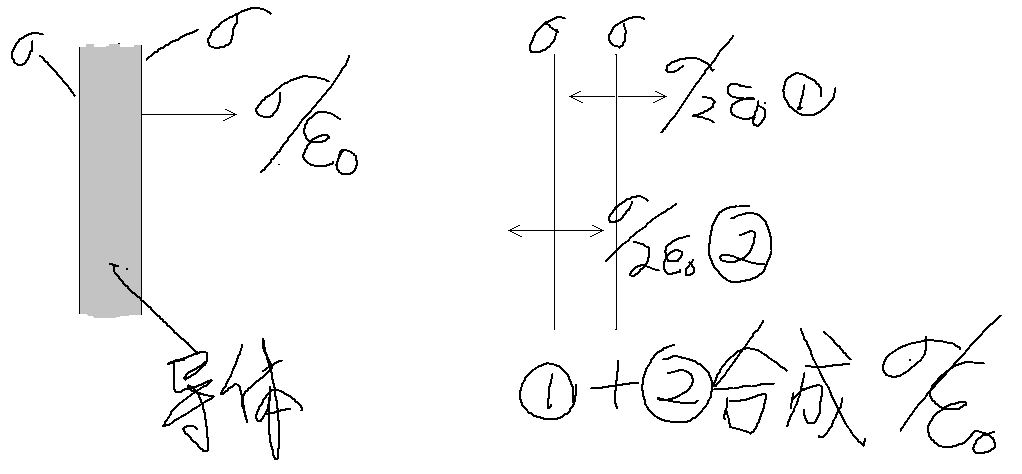 σ
σ
σ/ε0
导体
σ σ
σ/2ε0 ①
σ/2ε0 ②
①+②合成 σ/ε0